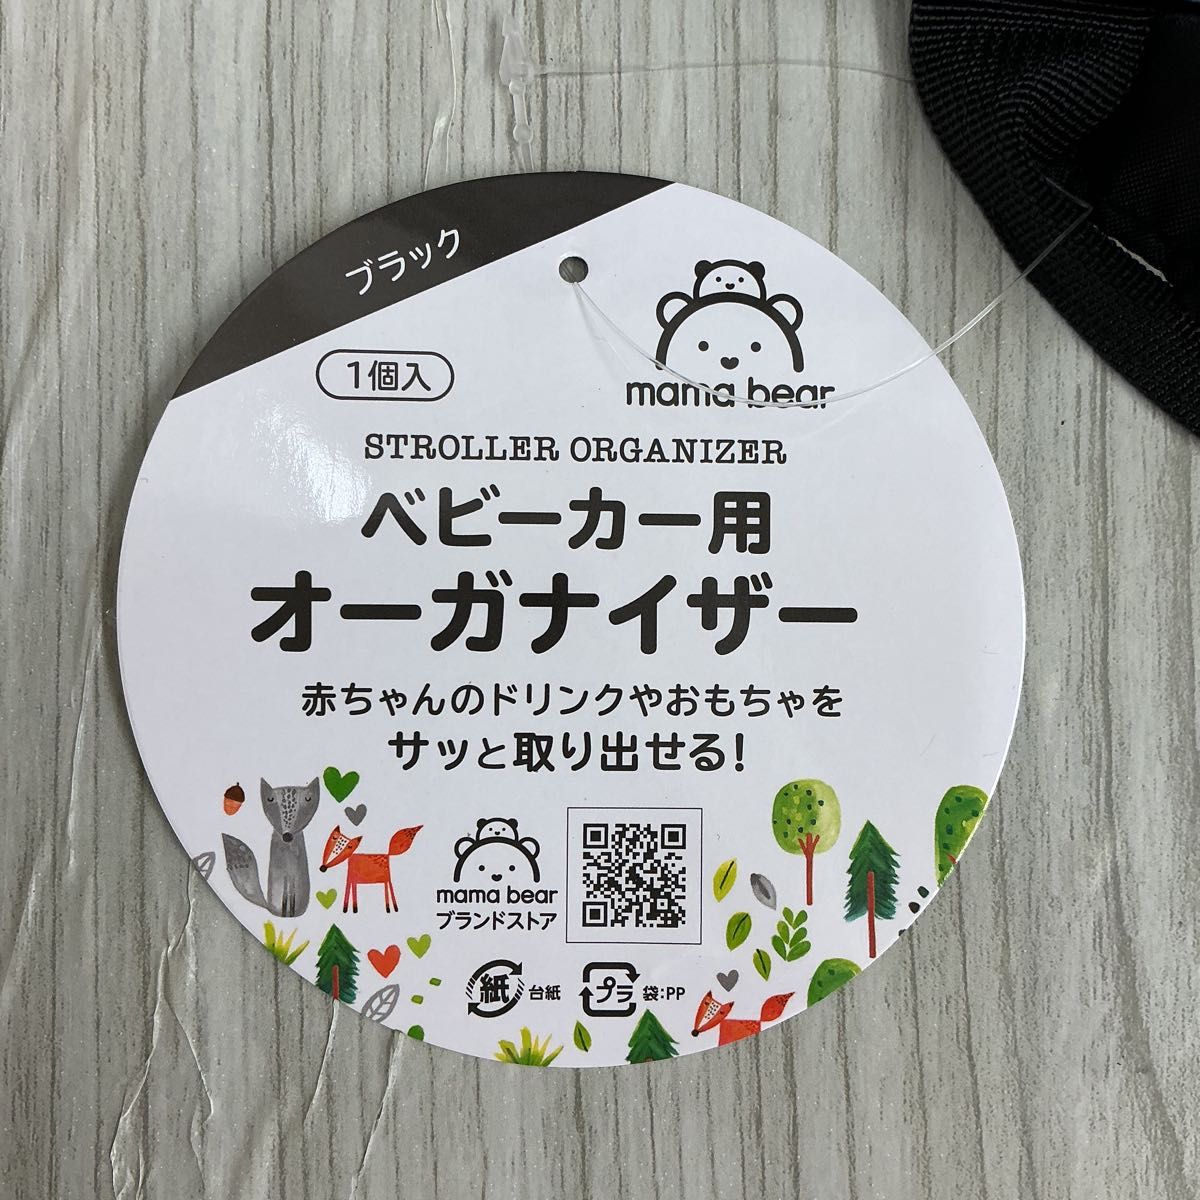 ブラック
1個入
mama bear
STROLLER ORGANIZER
ベビーカー用
オーガナイザー
赤ちゃんのドリンクやおもちゃを
サッと取り出せる!
mama bear
ブランドストア
紙 台紙
プラ 袋:PP